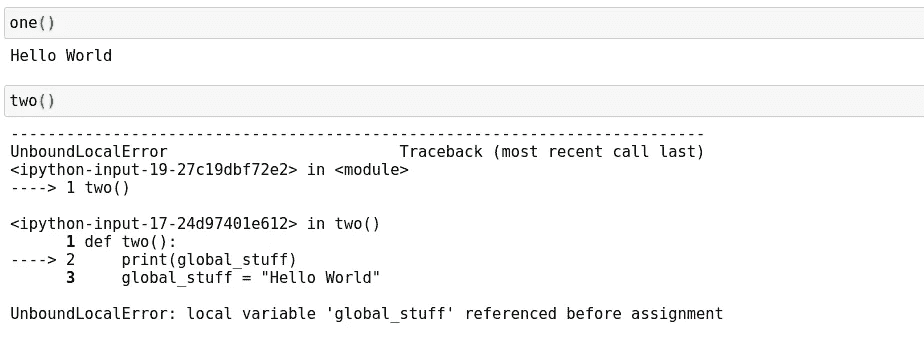 one()
Hello World
two()
---------------------------------------------------------------------------
UnboundLocalError                         Traceback (most recent call last)
<ipython-input-19-27c19dbf72e2> in <module>
----> 1 two()
<ipython-input-17-24d97401e612> in two()
      1 def two():
----> 2     print(global_stuff)
      3     global_stuff = "Hello World"
UnboundLocalError: local variable 'global_stuff' referenced before assignment